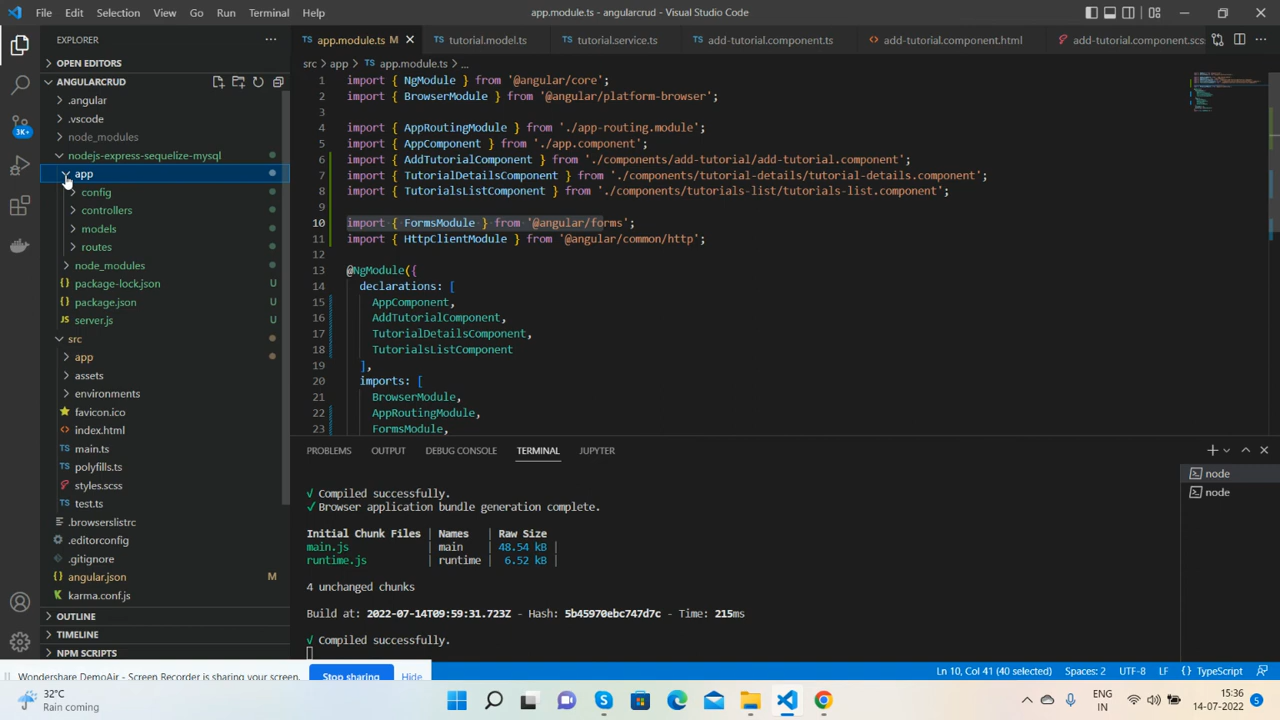 File Edit Selection View Go Run Terminal Help
app.module.ts - angularcrud - Visual Studio Code
EXPLORER
OPEN EDITORS
ANGULARCRUD
.angular
.vscode
node_modules
nodejs-express-sequelize-mysql
app
config
controllers
models
routes
node_modules
package-lock.json U
package.json U
server.js U
src
app
assets
environments
favicon.ico
index.html
TS main.ts
TS polyfills.ts
styles.scss
TS test.ts
.browserslistrc
.editorconfig
.gitignore
angular.json M
karma.conf.js
OUTLINE
TIMELINE
NPM SCRIPTS
3K+
TS app.module.ts TS tutorial.model.ts TS tutorial.service.ts TS add-tutorial.component.ts add-tutorial.component.html add-tutorial.component.scss
src > app > TS app.module.ts > ...
1 import { NgModule } from '@angular/core';
2 import { BrowserModule } from '@angular/platform-browser';
3
4 import { AppRoutingModule } from './app-routing.module';
5 import { AppComponent } from './app.component';
6 import { AddTutorialComponent } from './components/add-tutorial/add-tutorial.component';
7 import { TutorialDetailsComponent } from './components/tutorial-details/tutorial-details.component';
8 import { TutorialsListComponent } from './components/tutorials-list/tutorials-list.component';
9
10 import { FormsModule } from '@angular/forms';
11 import { HttpClientModule } from '@angular/common/http';
12
13 @NgModule({
14 declarations: [
15 AppComponent,
16 AddTutorialComponent,
17 TutorialDetailsComponent,
18 TutorialsListComponent
19 ],
20 imports: [
21 BrowserModule,
22 AppRoutingModule,
23 FormsModule,
PROBLEMS OUTPUT DEBUG CONSOLE TERMINAL JUPYTER
√ Compiled successfully.
√ Browser application bundle generation complete.
Initial Chunk Files | Names | Raw Size
main.js | main | 48.54 kB |
runtime.js | runtime | 6.52 kB |
4 unchanged chunks
Build at: 2022-07-14T09:59:31.723Z - Hash: 5b45970ebc747d7c - Time: 215ms
√ Compiled successfully.
node
node
Wondershare DemoAir - Screen Recorder is sharing your screen. Stop sharing Hide
Ln 10, Col 41 (40 selected) Spaces: 2 UTF-8 LF {} TypeScript
32°C
Rain coming
ENG
IN
15:36
14-07-2022
5